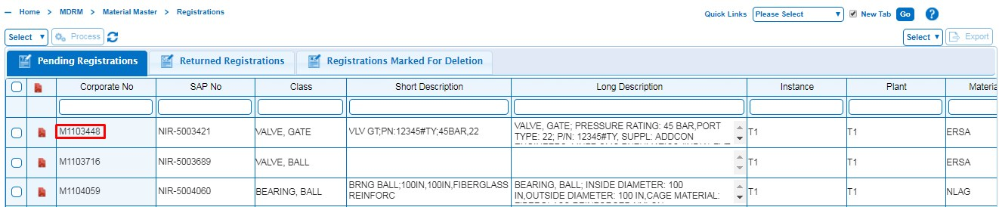 Home > MDRM > Material Master > Registrations
Quick Links Please Select New Tab Go ?
Select Process Select Export
Pending Registrations Returned Registrations Registrations Marked For Deletion
Corporate No SAP No Class Short Description Long Description Instance Plant Materia
M1103448 NIR-5003421 VALVE, GATE VLV GT;PN:12345#TY;45BAR,22 VALVE, GATE; PRESSURE RATING: 45 BAR,PORT T1 T1 ERSA
TYPE: 22; P/N: 12345#TY, SUPPL: ADDCON
M1103716 NIR-5003689 VALVE, BALL T1 T1 ERSA
M1104059 NIR-5004060 BEARING, BALL BRNG BALL;100IN,100IN,FIBERGLASS BEARING, BALL; INSIDE DIAMETER: 100 T1 T1 NLAG
REINFORC IN,OUTSIDE DIAMETER: 100 IN,CAGE MATERIAL: